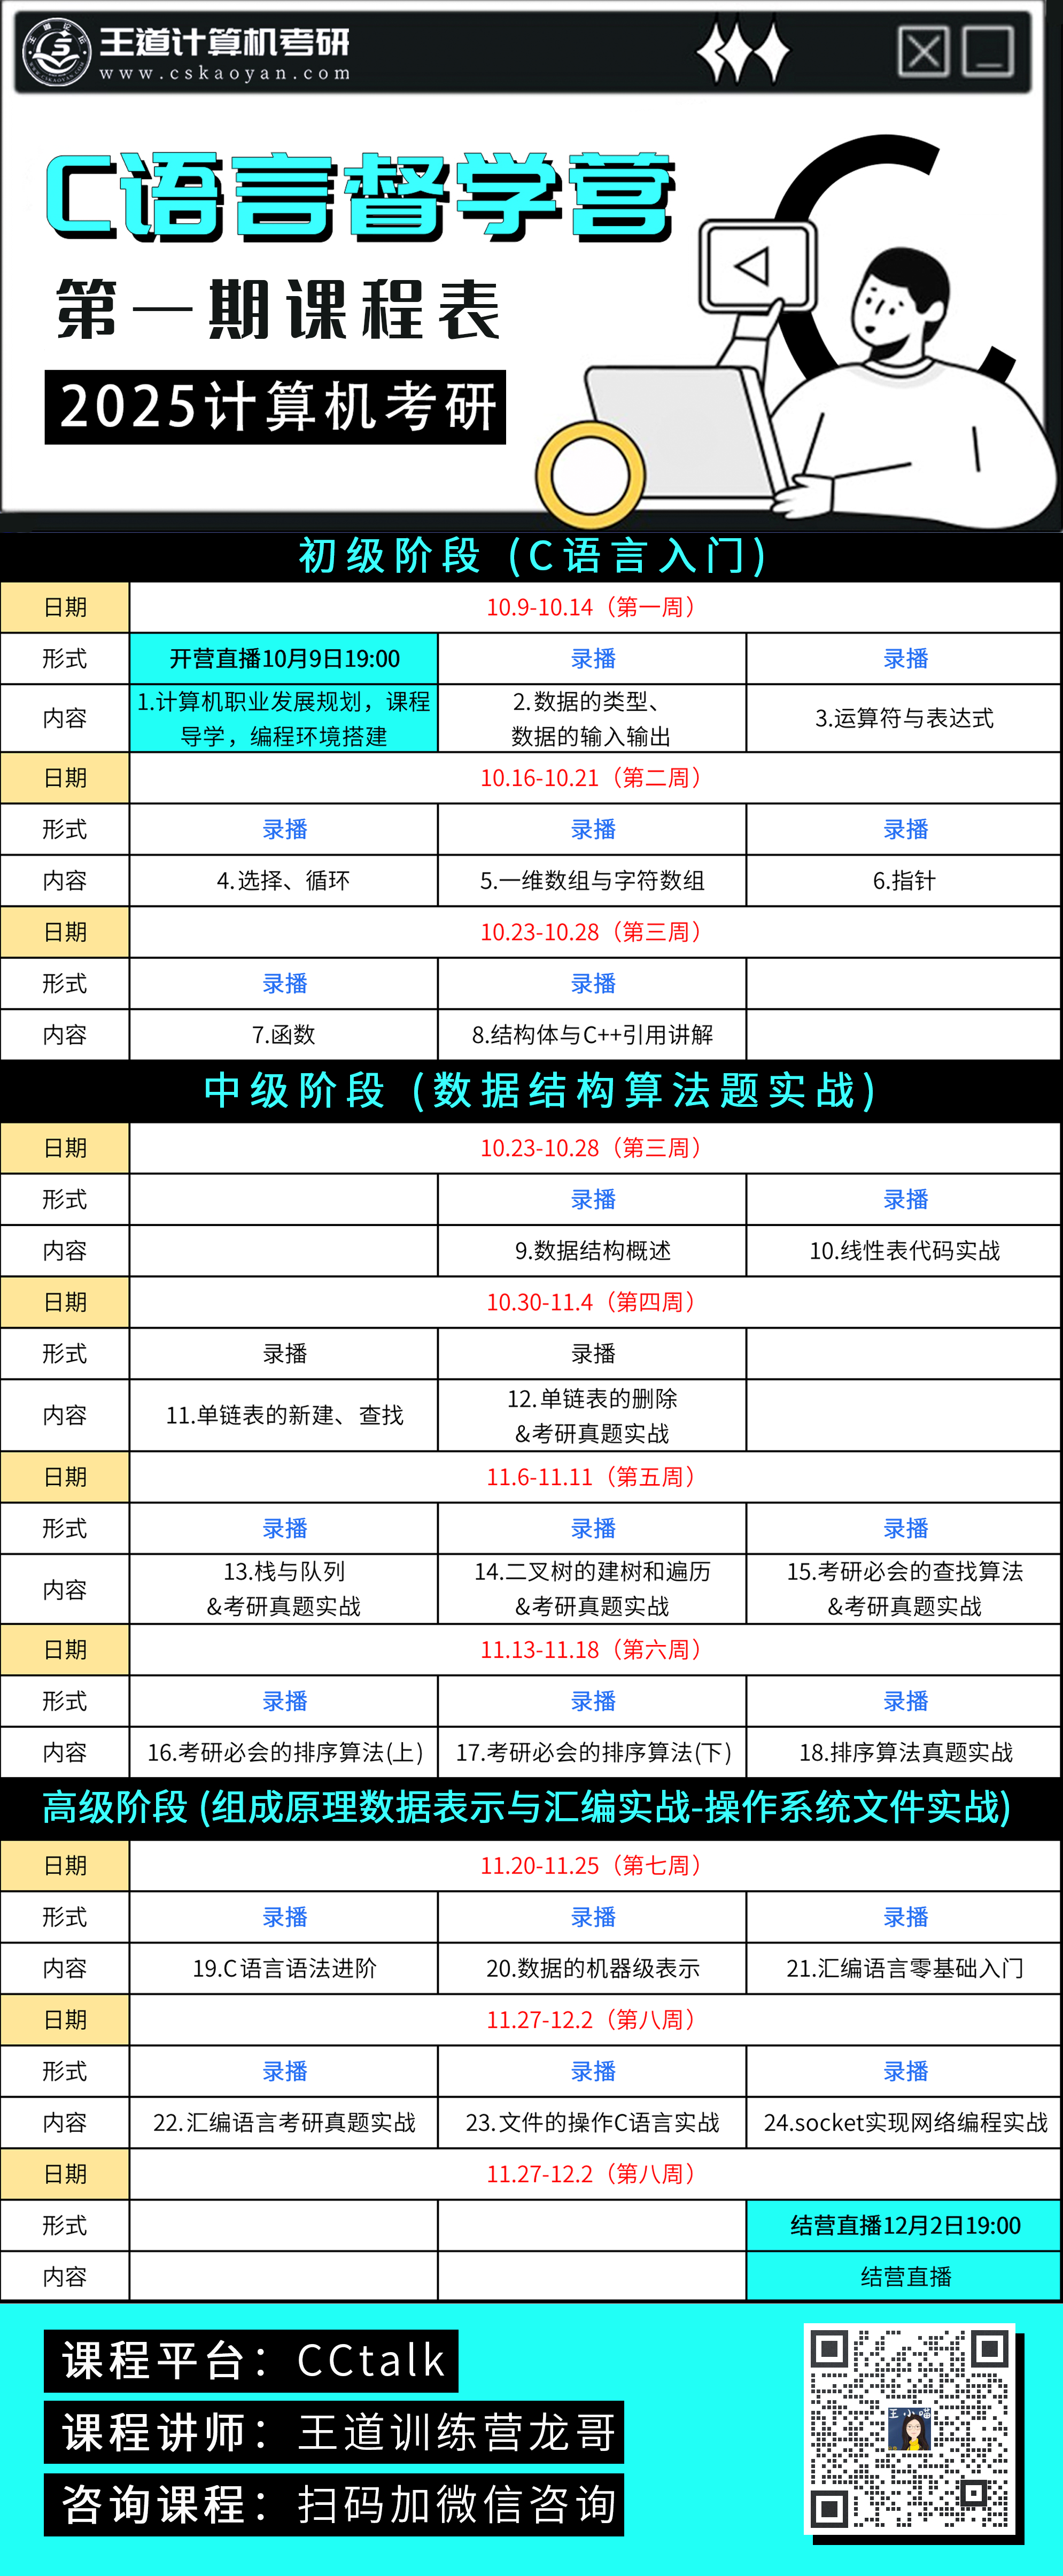 王道计算机考研
www.cskaoyan.com
C语言督学营
第一期课程表
2025计算机考研
初级阶段 (C语言入门)
日期 10.9-10.14（第一周）
形式 开营直播10月9日19:00 录播 录播
内容 1.计算机职业发展规划，课程 2.数据的类型、 3.运算符与表达式
导学，编程环境搭建 数据的输入输出
日期 10.16-10.21（第二周）
形式 录播 录播 录播
内容 4.选择、循环 5.一维数组与字符数组 6.指针
日期 10.23-10.28（第三周）
形式 录播 录播
内容 7.函数 8.结构体与C++引用讲解
中级阶段 (数据结构算法题实战)
日期 10.23-10.28（第三周）
形式 录播 录播
内容 9.数据结构概述 10.线性表代码实战
日期 10.30-11.4（第四周）
形式 录播 录播
内容 11.单链表的新建、查找 12.单链表的删除
&考研真题实战
日期 11.6-11.11（第五周）
形式 录播 录播 录播
内容 13.栈与队列 14.二叉树的建树和遍历 15.考研必会的查找算法
&考研真题实战 &考研真题实战 &考研真题实战
日期 11.13-11.18（第六周）
形式 录播 录播 录播
内容 16.考研必会的排序算法(上) 17.考研必会的排序算法(下) 18.排序算法真题实战
高级阶段 (组成原理数据表示与汇编实战-操作系统文件实战)
日期 11.20-11.25（第七周）
形式 录播 录播 录播
内容 19.C语言语法进阶 20.数据的机器级表示 21.汇编语言零基础入门
日期 11.27-12.2（第八周）
形式 录播 录播 录播
内容 22.汇编语言考研真题实战 23.文件的操作C语言实战 24.socket实现网络编程实战
日期 11.27-12.2（第八周）
形式 结营直播12月2日19:00
内容 结营直播
课程平台：CCtalk
课程讲师：王道训练营龙哥
咨询课程：扫码加微信咨询
王小喵